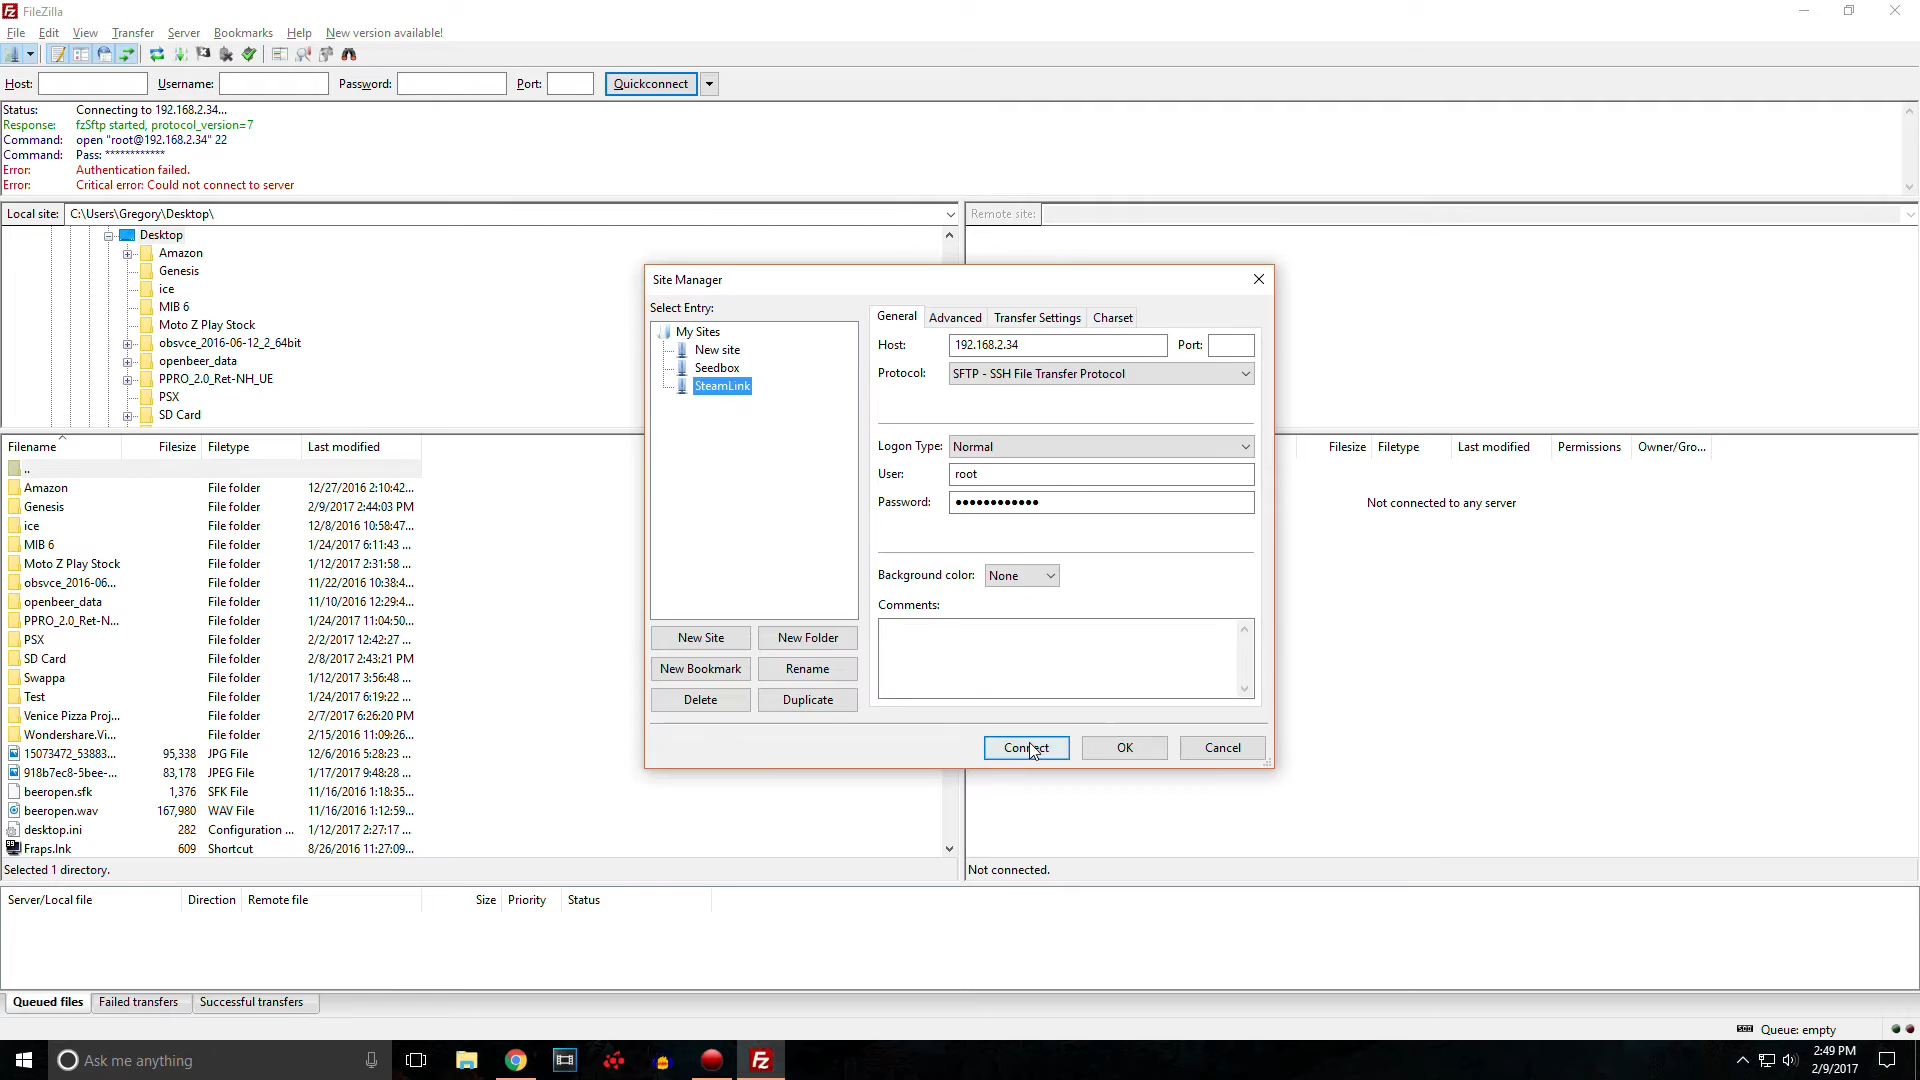 FileZilla
File Edit View Transfer Server Bookmarks Help New version available!
Host: Username: Password: Port: Quickconnect
Status: Connecting to 192.168.2.34...
Response: fzSftp started, protocol_version=7
Command: open "root@192.168.2.34" 22
Command: Pass: ************
Error: Authentication failed.
Error: Critical error: Could not connect to server
Local site: C:\Users\Gregory\Desktop\
Remote site:
Desktop
Amazon
Genesis
ice
MIB 6
Moto Z Play Stock
obsvce_2016-06-12_2_64bit
openbeer_data
PPRO_2.0_Ret-NH_UE
PSX
SD Card
Filename Filesize Filetype Last modified
..
Amazon File folder 12/27/2016 2:10:42...
Genesis File folder 2/9/2017 2:44:03 PM
ice File folder 12/8/2016 10:58:47...
MIB 6 File folder 1/24/2017 6:11:43 ...
Moto Z Play Stock File folder 1/12/2017 2:31:58 ...
obsvce_2016-06... File folder 11/22/2016 10:38:4...
openbeer_data File folder 11/10/2016 12:29:4...
PPRO_2.0_Ret-N... File folder 1/24/2017 11:04:50...
PSX File folder 2/2/2017 12:42:27 ...
SD Card File folder 2/8/2017 2:43:21 PM
Swappa File folder 1/12/2017 3:56:48 ...
Test File folder 1/24/2017 6:19:22 ...
Venice Pizza Proj... File folder 2/7/2017 6:26:20 PM
Wondershare.Vi... File folder 2/15/2016 11:09:26...
15073472_53883... 95,338 JPG File 12/6/2016 5:28:23 ...
918b7ec8-5bee-... 83,178 JPEG File 1/17/2017 9:48:28 ...
beeropen.sfk 1,376 SFK File 11/16/2016 1:18:35...
beeropen.wav 167,980 WAV File 11/16/2016 1:12:59...
desktop.ini 282 Configuration ... 1/12/2017 2:27:17 ...
Fraps.lnk 609 Shortcut 8/26/2016 11:27:09...
Selected 1 directory.
Site Manager
Select Entry:
My Sites
New site
Seedbox
SteamLink
New Site New Folder
New Bookmark Rename
Delete Duplicate
General Advanced Transfer Settings Charset
Host: 192.168.2.34 Port:
Protocol: SFTP - SSH File Transfer Protocol
Logon Type: Normal
User: root
Password: ●●●●●●●●●●●●
Background color: None
Comments:
Connect OK Cancel
Filesize Filetype Last modified Permissions Owner/Gro...
Not connected to any server
Not connected.
Server/Local file Direction Remote file Size Priority Status
Queued files Failed transfers Successful transfers
Queue: empty
Ask me anything
2:49 PM
2/9/2017